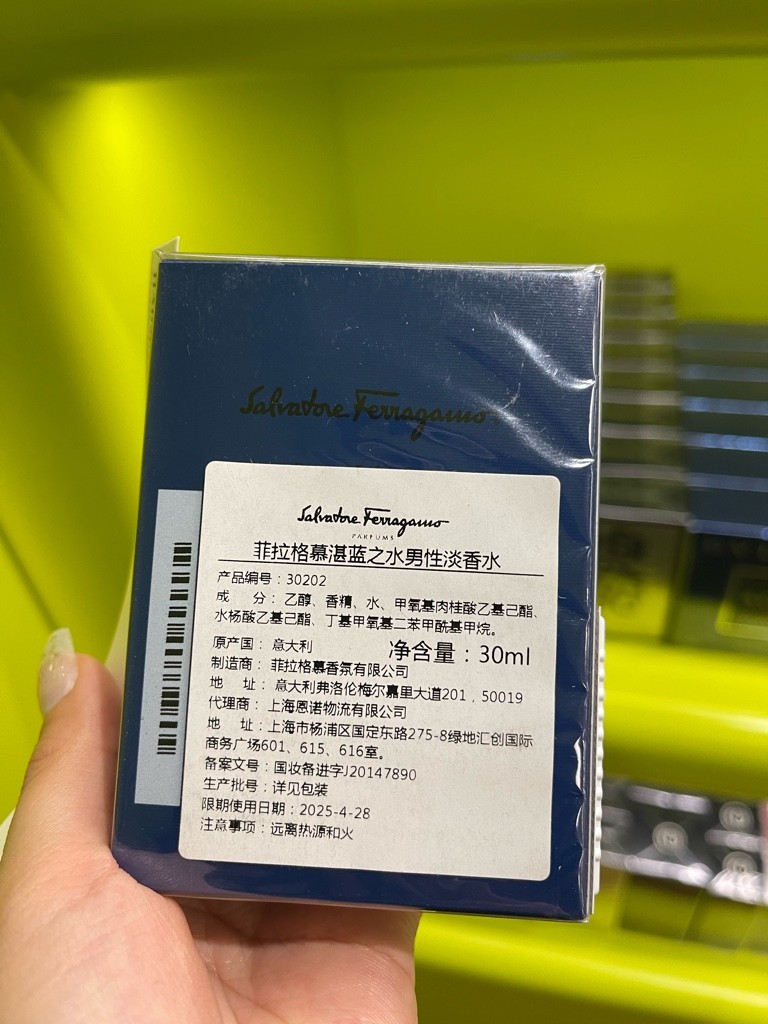 Salvatore Ferragamo
Salvatore Ferragamo
PARFUMS
菲拉格慕湛蓝之水男性淡香水
产品编号：30202
成　分：乙醇、香精、水、甲氧基肉桂酸乙基己酯、
水杨酸乙基己酯、丁基甲氧基二苯甲酰基甲烷。
原产国：意大利 净含量：30ml
制造商：菲拉格慕香氛有限公司
地　址：意大利弗洛伦梅尔嘉里大道201，50019
代理商：上海恩诺物流有限公司
地　址：上海市杨浦区国定东路275-8绿地汇创国际
商务广场601、615、616室。
备案文号：国妆备进字J20147890
生产批号：详见包装
限期使用日期：2025-4-28
注意事项：远离热源和火